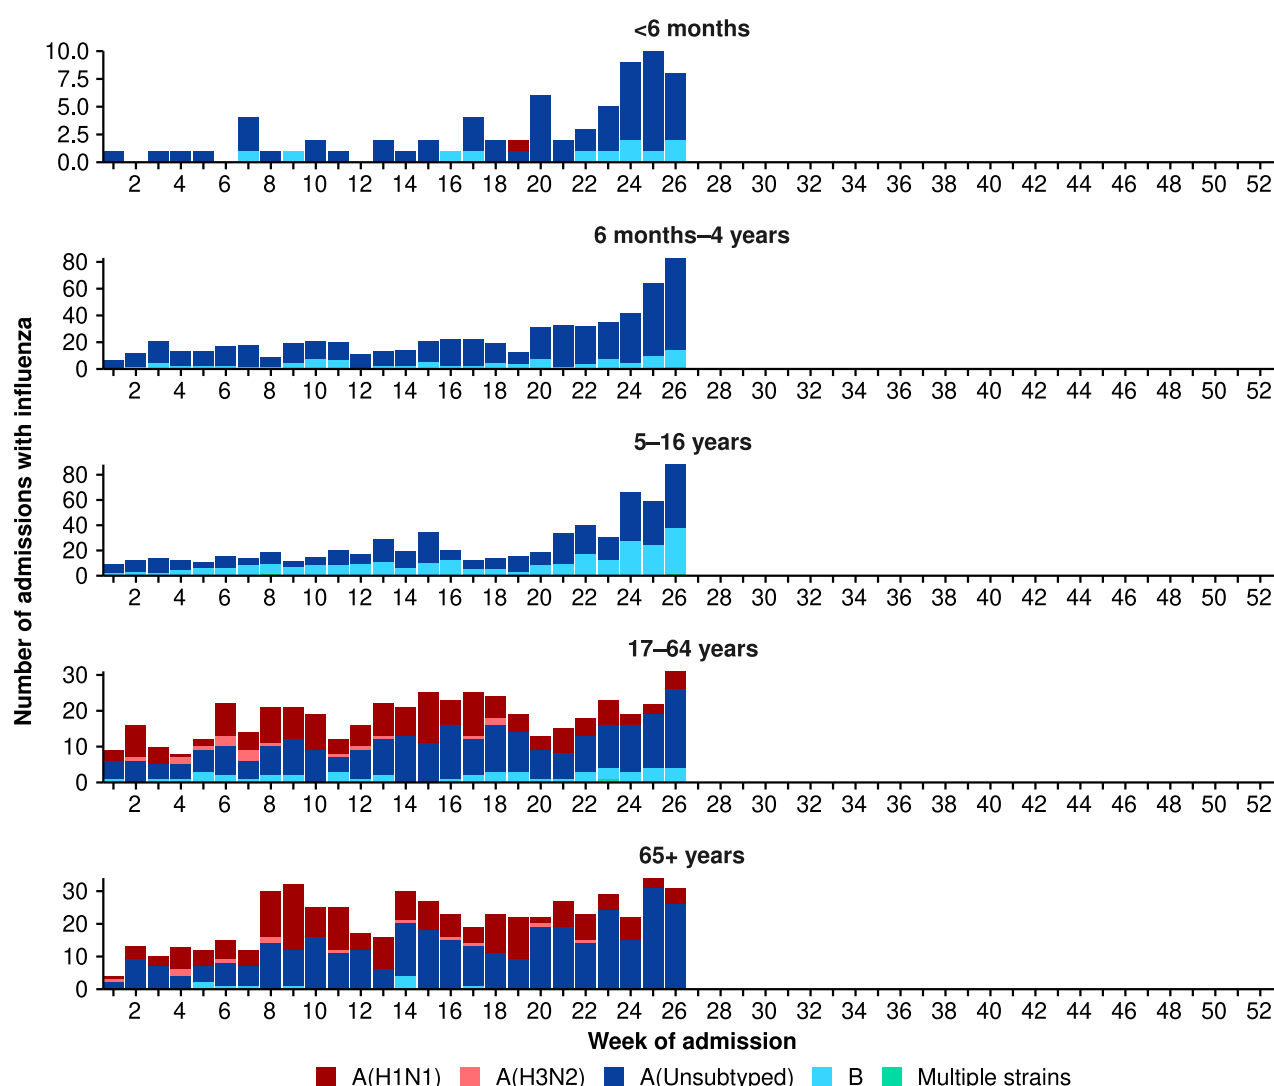 <6 months
10.0
7.5
5.0
2.5
0.0
2 4 6 8 10 12 14 16 18 20 22 24 26 28 30 32 34 36 38 40 42 44 46 48 50 52
6 months–4 years
80
60
40
20
0
2 4 6 8 10 12 14 16 18 20 22 24 26 28 30 32 34 36 38 40 42 44 46 48 50 52
Number of admissions with influenza
5–16 years
80
60
40
20
0
2 4 6 8 10 12 14 16 18 20 22 24 26 28 30 32 34 36 38 40 42 44 46 48 50 52
17–64 years
30
20
10
0
2 4 6 8 10 12 14 16 18 20 22 24 26 28 30 32 34 36 38 40 42 44 46 48 50 52
65+ years
30
20
10
0
2 4 6 8 10 12 14 16 18 20 22 24 26 28 30 32 34 36 38 40 42 44 46 48 50 52
Week of admission
A(H1N1) A(H3N2) A(Unsubtyped) B Multiple strains